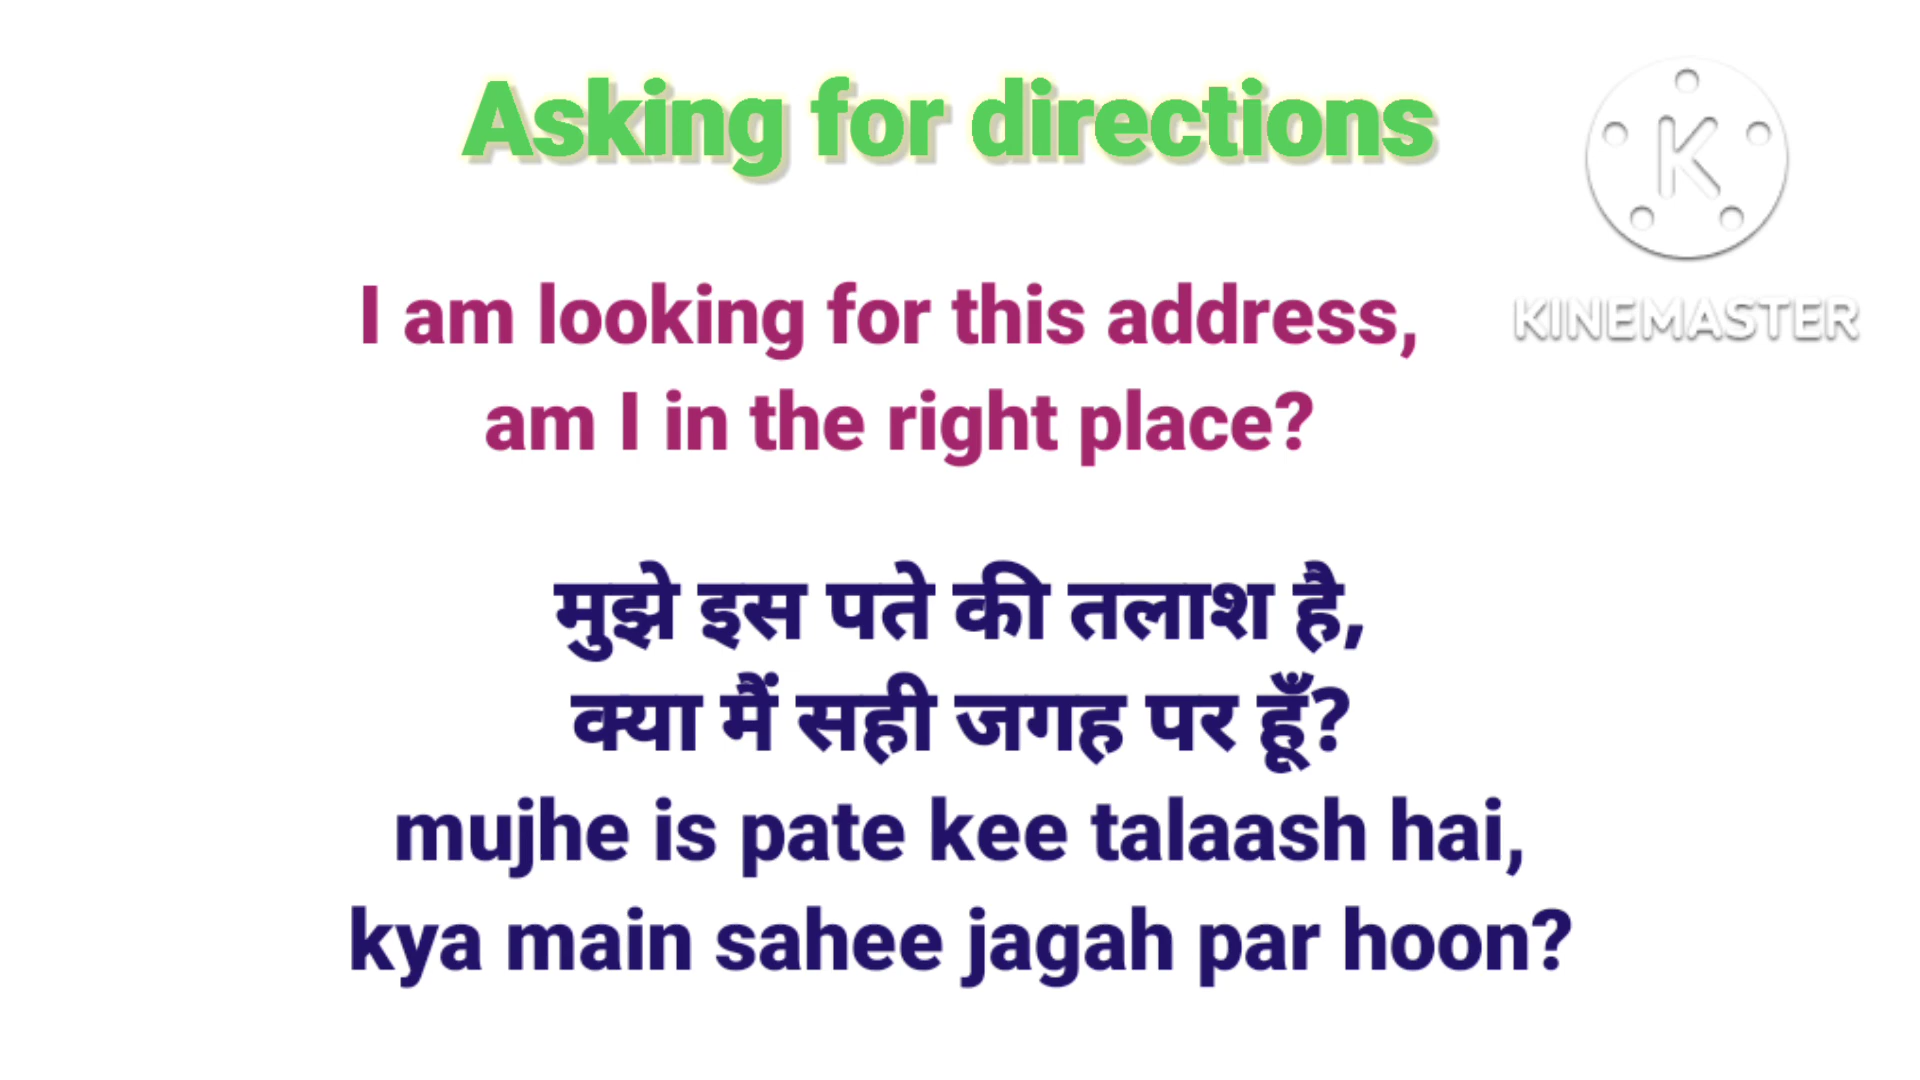 Asking for directions
KINEMASTER
I am looking for this address,
am I in the right place?
मुझे इस पते की तलाश है,
क्या मैं सही जगह पर हूँ?
mujhe is pate kee talaash hai,
kya main sahee jagah par hoon?